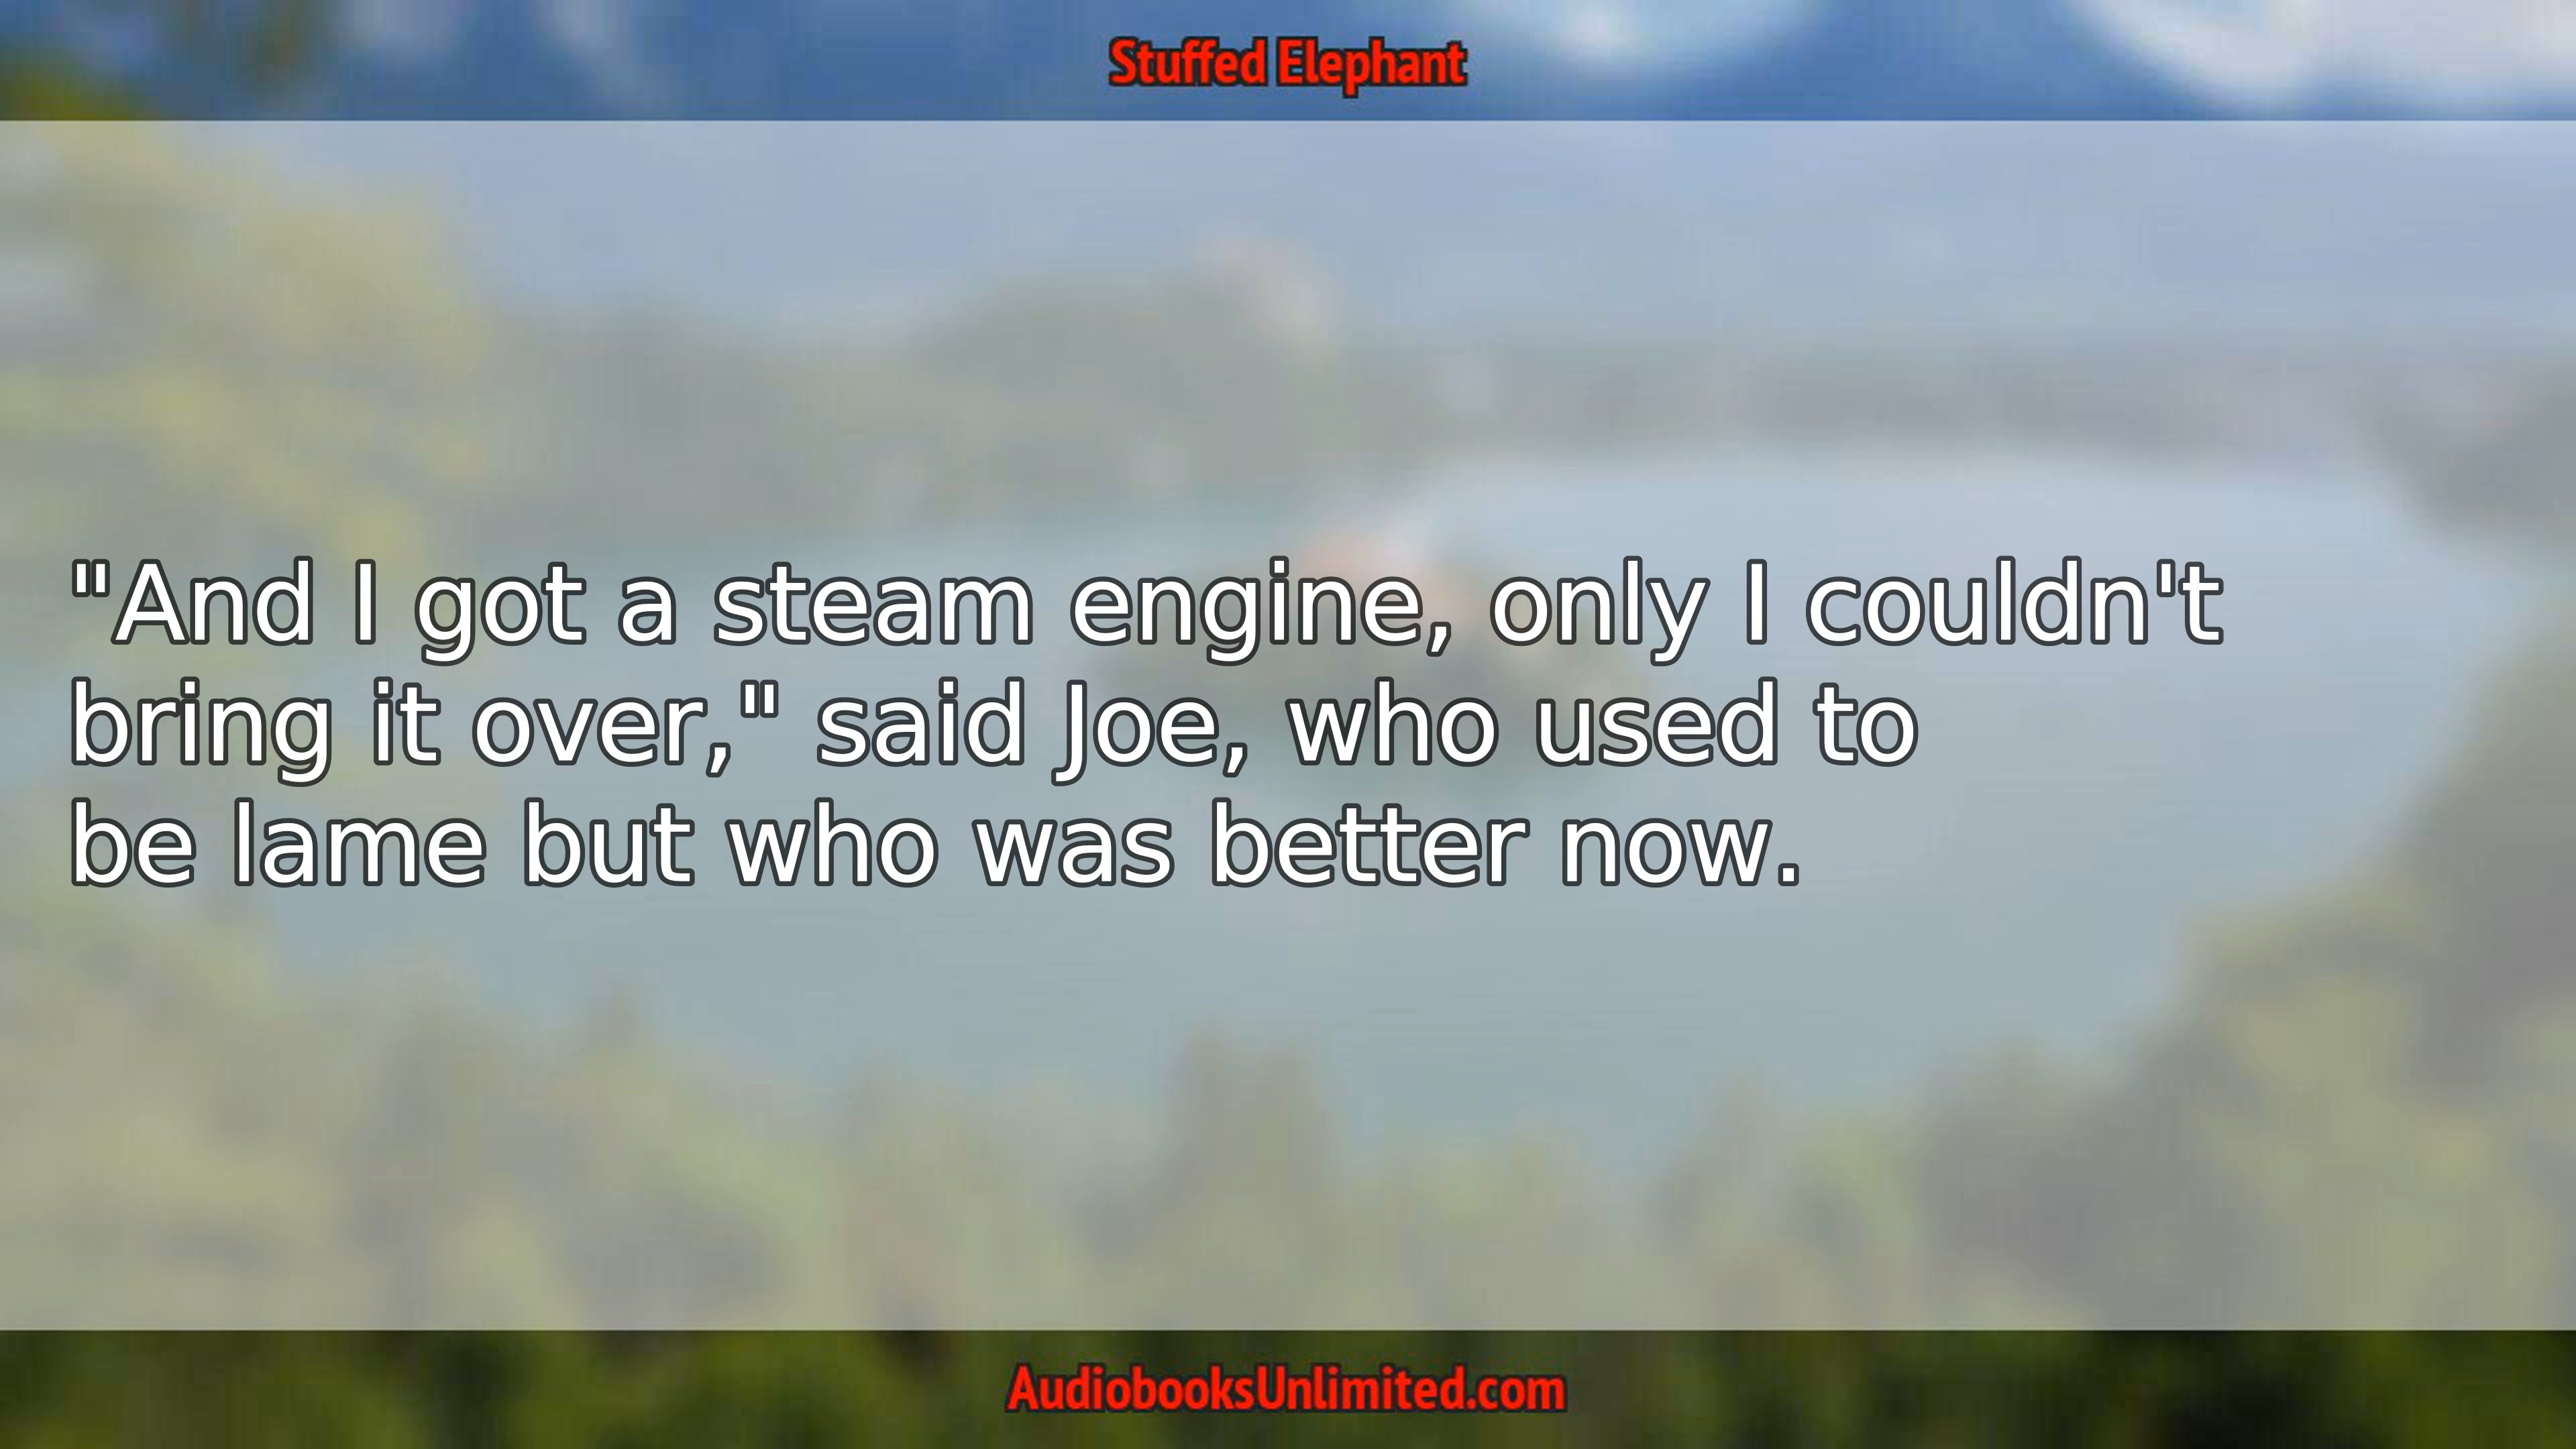 Stuffed Elephant
"And I got a steam engine, only I couldn't
bring it over," said Joe, who used to
be lame but who was better now.
AudiobooksUnlimited.com